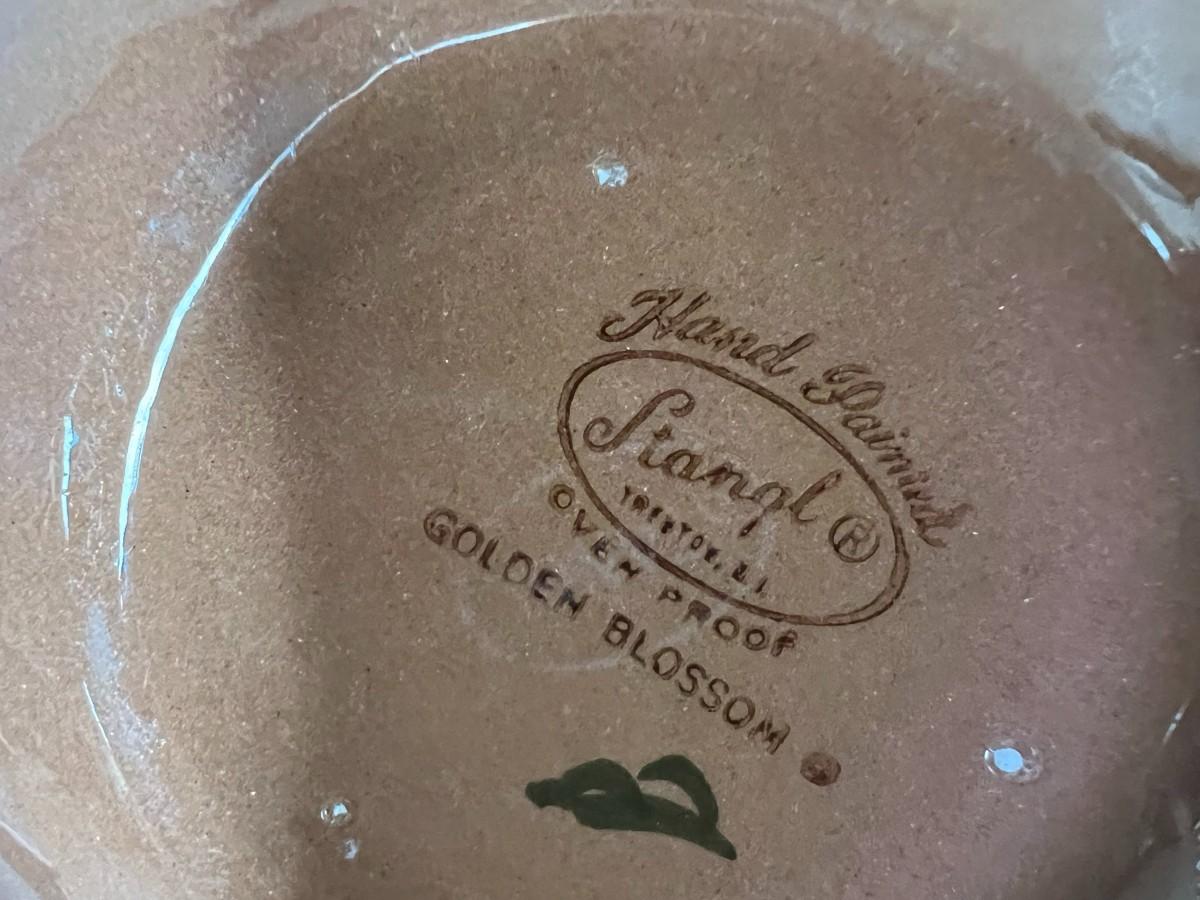 Hand Painted
Stangl ®
TRENTON, N.J.
OVEN PROOF
GOLDEN BLOSSOM